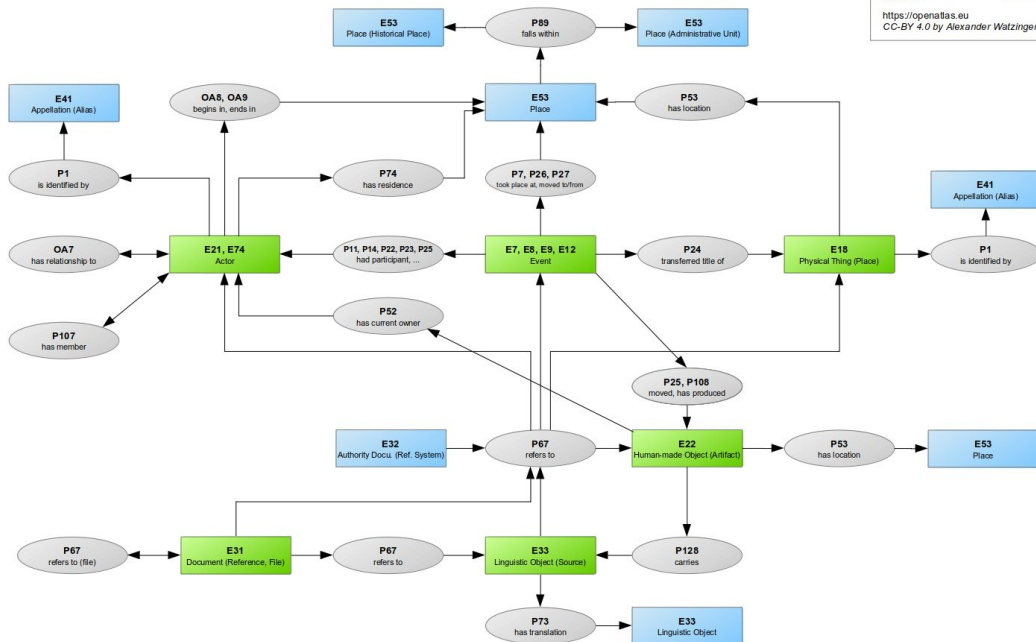 E53
Place (Historical Place)
P89
falls within
E53
Place (Administrative Unit)
https://openatlas.eu
CC-BY 4.0 by Alexander Watzinger
E41
Appellation (Alias)
OA8, OA9
begins in, ends in
E53
Place
P53
has location
P1
is identified by
P74
has residence
P7, P26, P27
took place at, moved to/from
E41
Appellation (Alias)
OA7
has relationship to
E21, E74
Actor
P11, P14, P22, P23, P25
had participant, ...
E7, E8, E9, E12
Event
P24
transferred title of
E18
Physical Thing (Place)
P1
is identified by
P107
has member
P52
has current owner
P25, P108
moved, has produced
E32
Authority Docu. (Ref. System)
P67
refers to
E22
Human-made Object (Artifact)
P53
has location
E53
Place
P67
refers to (file)
E31
Document (Reference, File)
P67
refers to
E33
Linguistic Object (Source)
P128
carries
P73
has translation
E33
Linguistic Object